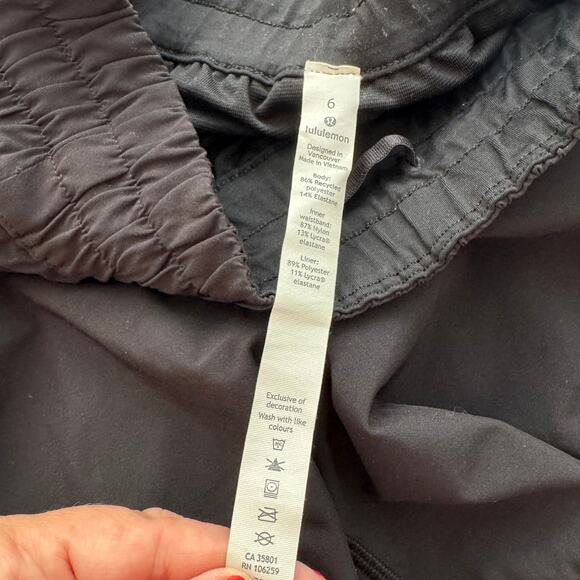 6
lululemon
Designed in
Vancouver
Made in Vietnam
Body:
86% Recycled
polyester
14% Elastane
Inner
waistband:
87% Nylon
13% Lycra®
elastane
Liner:
89% Polyester
11% Lycra®
elastane
Exclusive of
decoration
Wash with like
colours
CA 35801
RN 106259